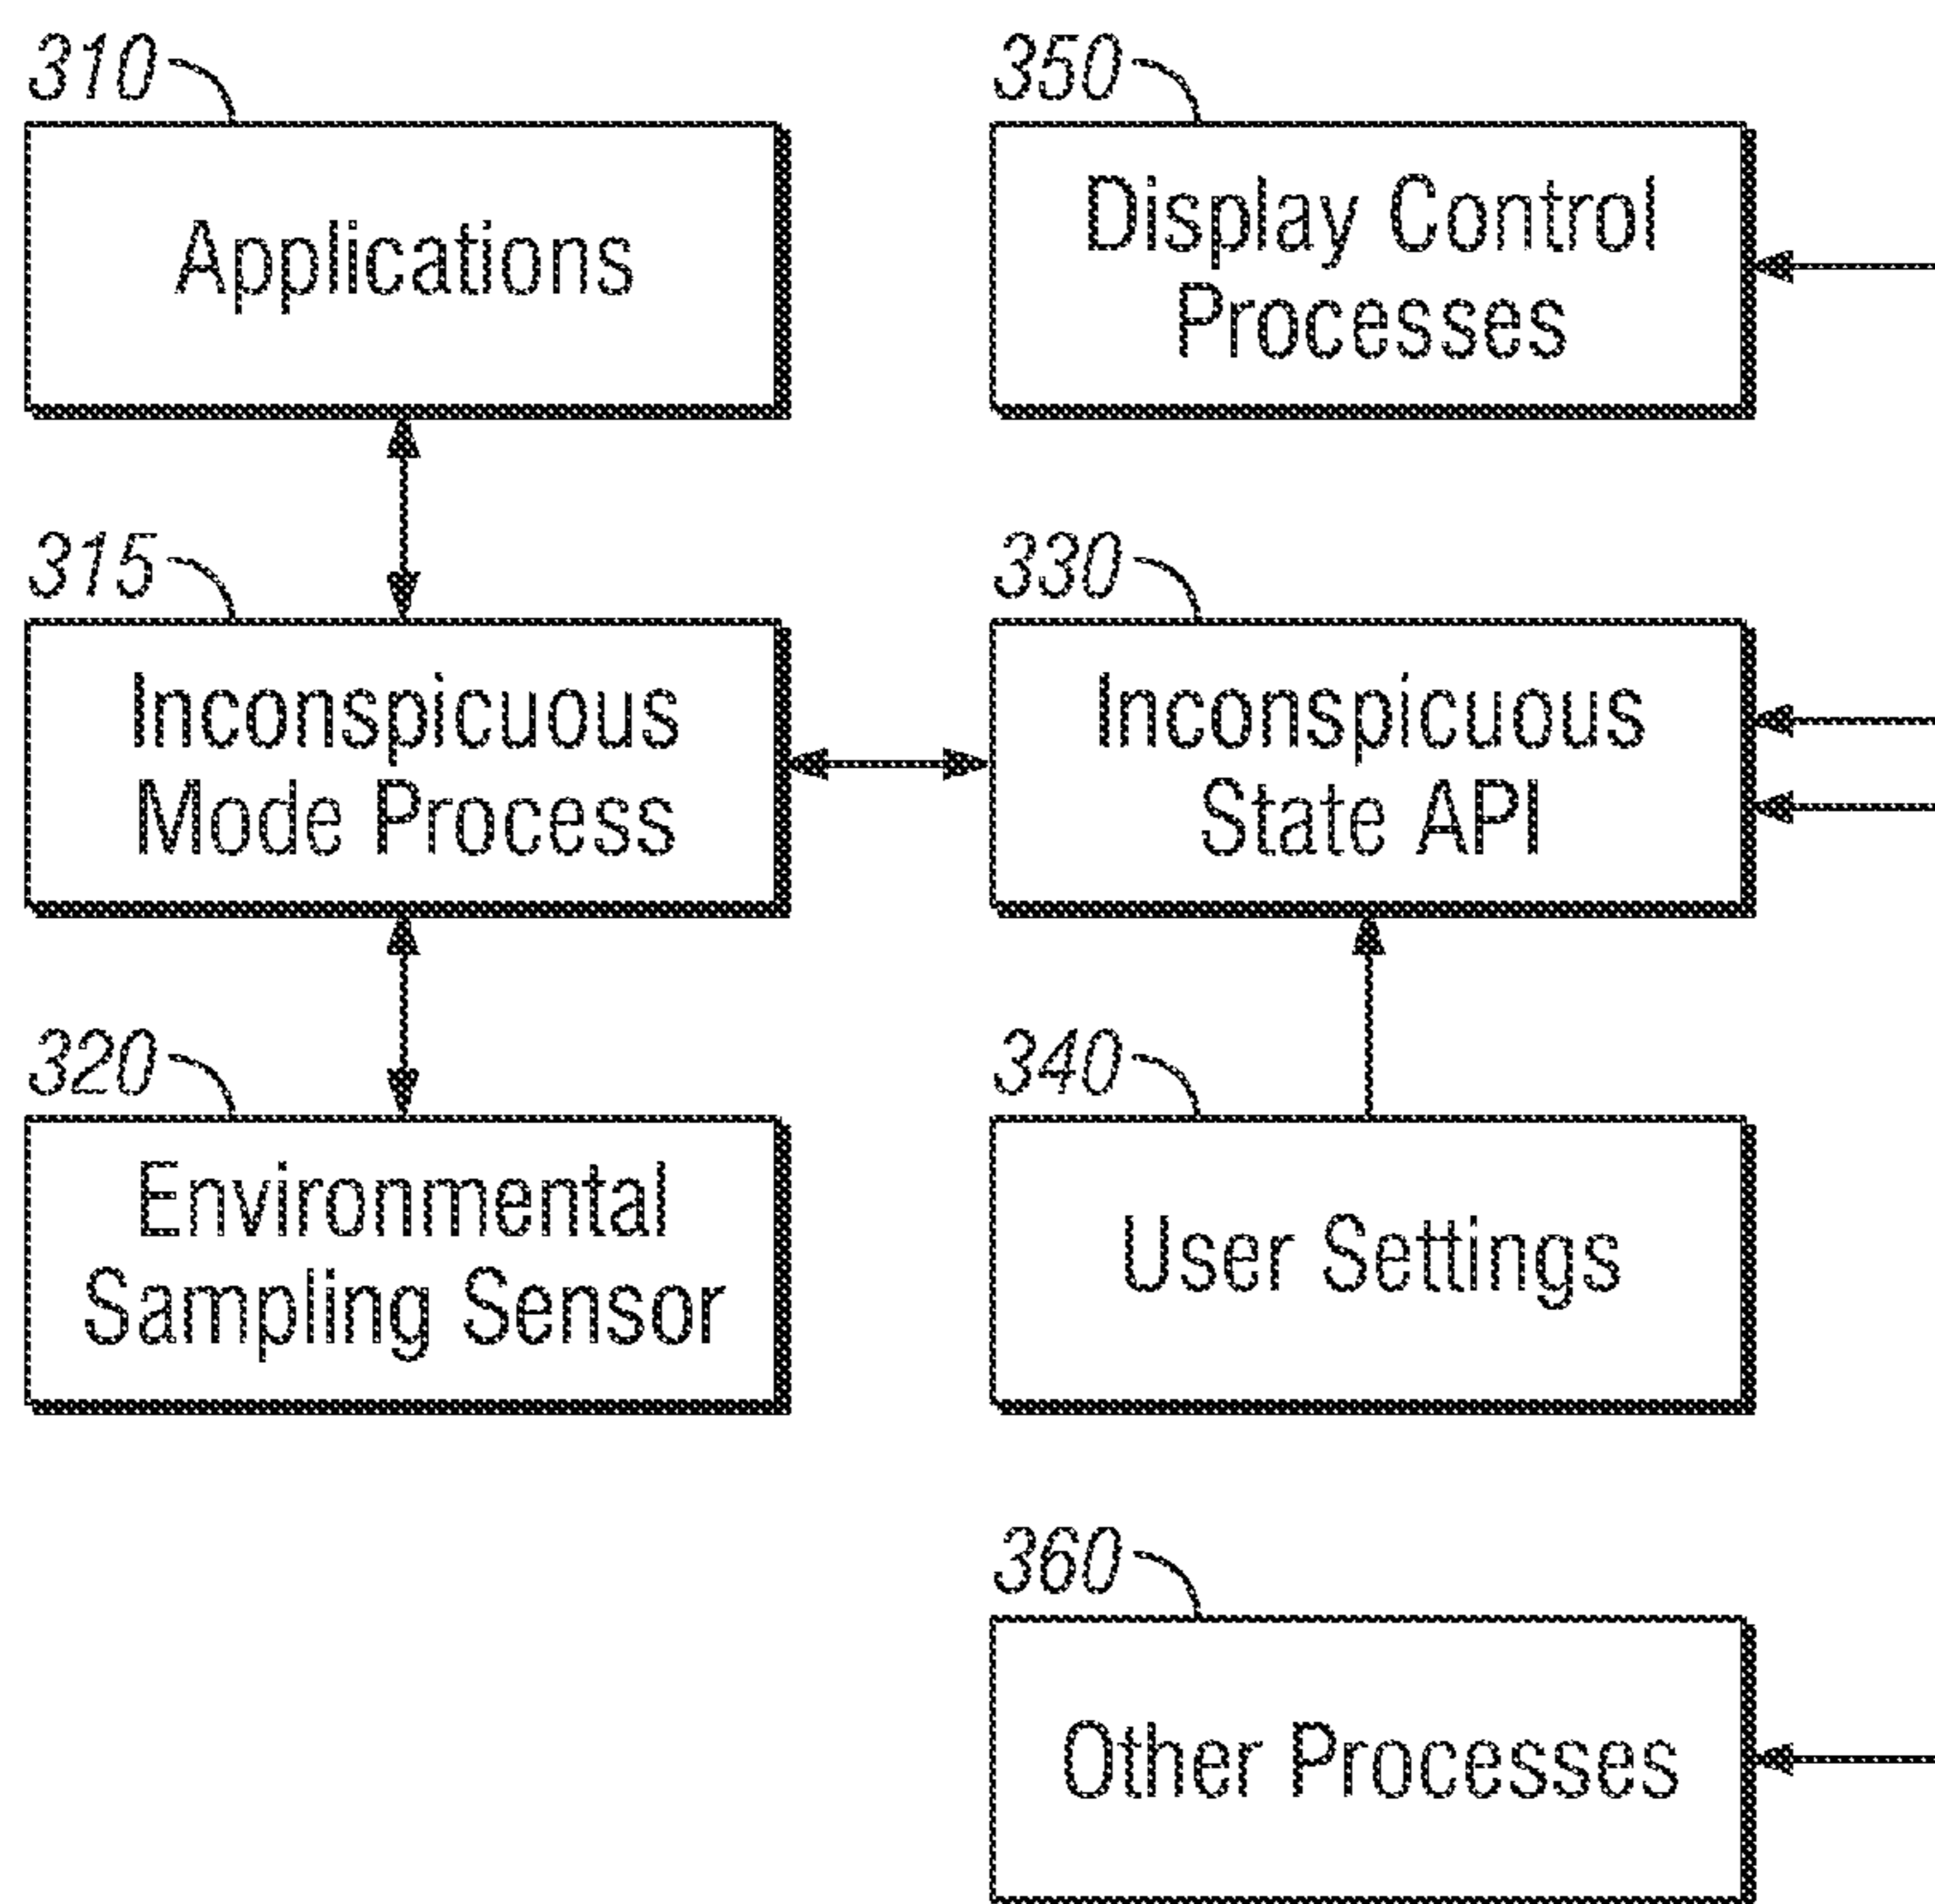 310
Applications
350
Display Control
Processes
315
Inconspicuous
Mode Process
330
Inconspicuous
State API
320
Environmental
Sampling Sensor
340
User Settings
360
Other Processes